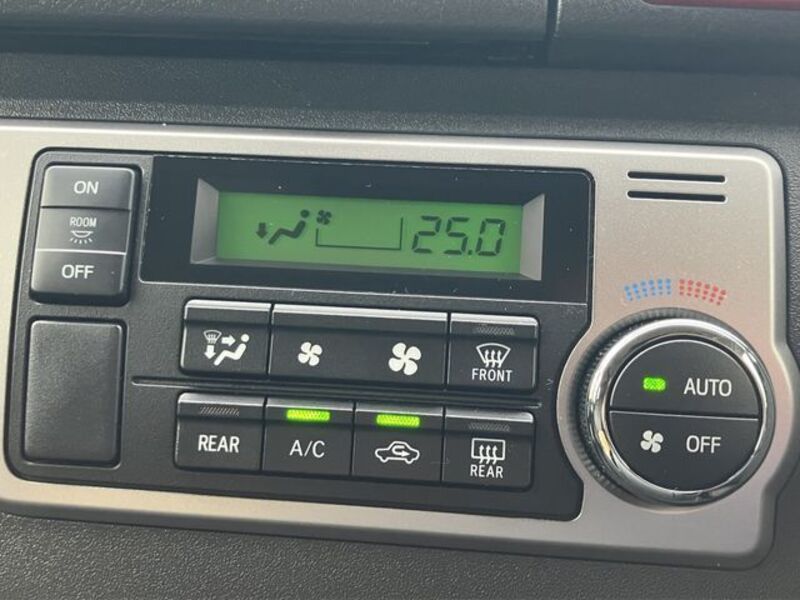 ON
ROOM
OFF
25.0
FRONT
REAR
A/C
REAR
AUTO
OFF